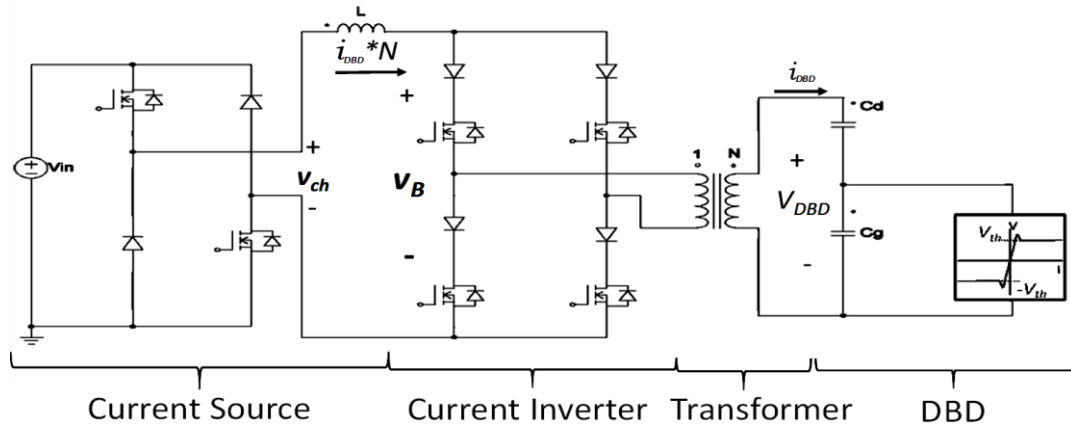 L
i_DBD*N
i_DBD
+
Cd
Vin
+
v_ch
-
+
v_B
-
1 N
+
V_DBD
-
Cg
V_th
V
I
-V_th
Current Source
Current Inverter
Transformer
DBD